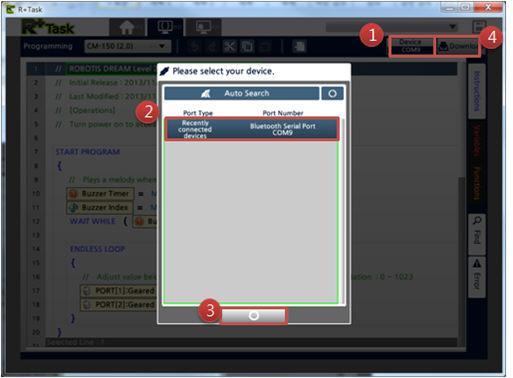 R+Task
R+Task
1
4
Programming
CM-150 (2.0)
Device
COM9
Download
Please select your device.
Auto Search
2
Port Type
Port Number
Recently
connected
devices
Bluetooth Serial Port
COM9
3
1 // ROBOTIS DREAM Level
2 // Initial Release : 2013/1
3 // Last Modified : 2013/1
4 // [Operations]
5 // Turn power on to
6
7 START PROGRAM
8 {
9 // Plays a melody when
10 Buzzer Timer =
11 Buzzer Index =
12 WAIT WHILE (
13
14 ENDLESS LOOP
15 {
16 // Adjust value ation : 0 ~ 1023
17 PORT[1]:Geared
18 PORT[2]:Geared
19 }
20 }
21
Selected Line : 1
Instructions
Variables
Functions
Find
Error